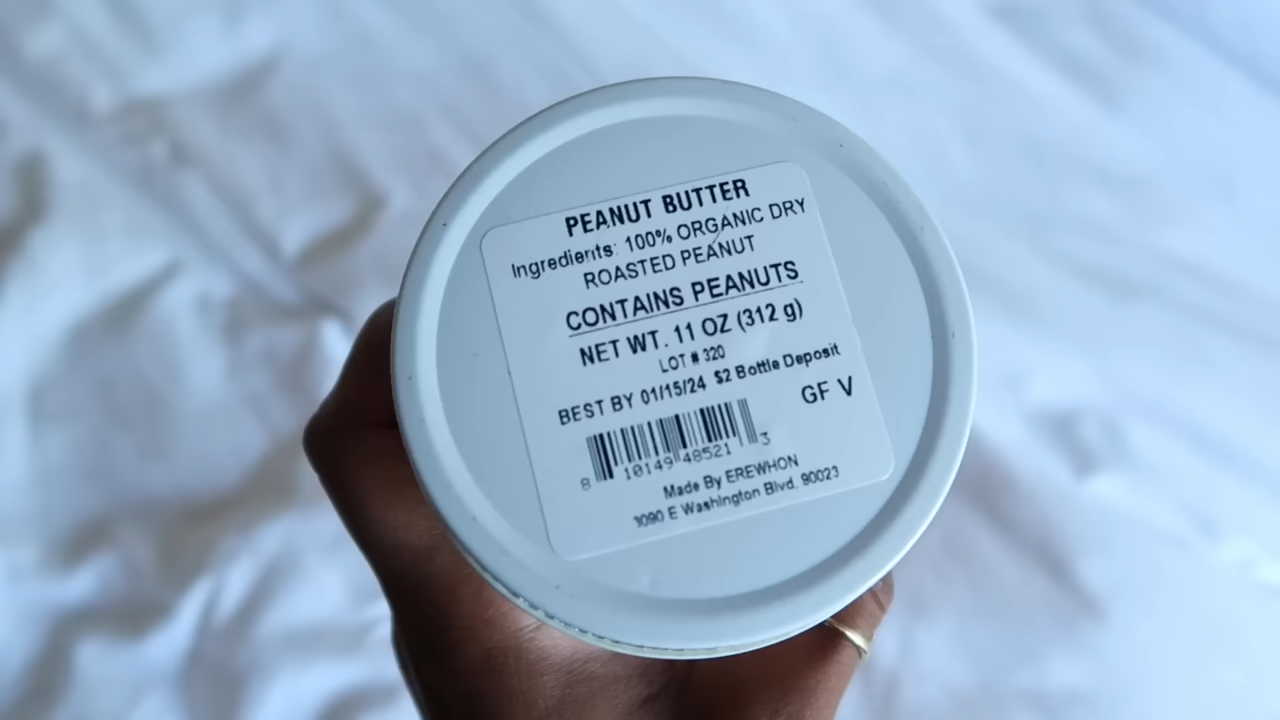 PEANUT BUTTER
Ingredients: 100% ORGANIC DRY
ROASTED PEANUT
CONTAINS PEANUTS
NET WT. 11 OZ (312 g)
LOT # 320
BEST BY 01/15/24 $2 Bottle Deposit
GF V
8 10149 48521 3
Made By EREWHON
1090 E Washington Blvd. 90023